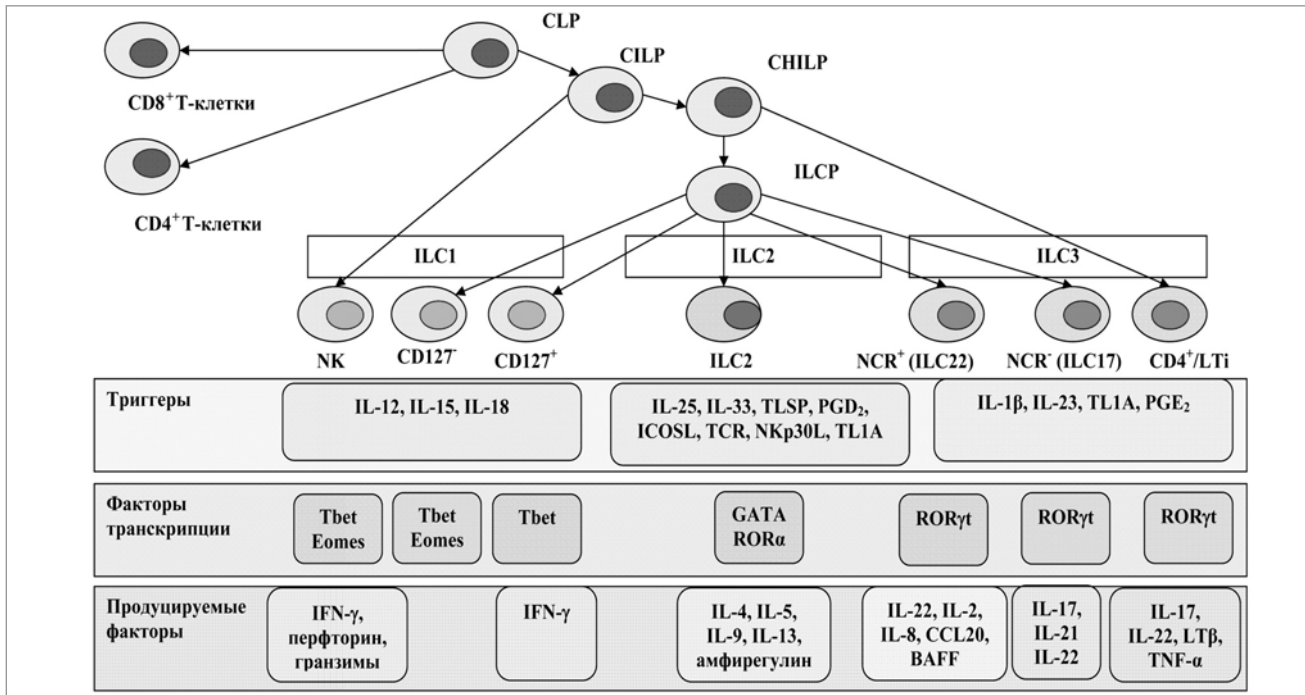 CLP
CILP
CHILP
CD8⁺T-клетки
ILCP
CD4⁺T-клетки
ILC1
ILC2
ILC3
NK
CD127⁻
CD127⁺
ILC2
NCR⁺ (ILC22)
NCR⁻ (ILC17)
CD4⁺/LTi
Триггеры
IL-12, IL-15, IL-18
IL-25, IL-33, TLSP, PGD₂,
ICOSL, TCR, NKp30L, TL1A
IL-1β, IL-23, TL1A, PGE₂
Факторы
транскрипции
Tbet
Eomes
Tbet
Eomes
Tbet
GATA
RORα
RORγt
RORγt
RORγt
Продуцируемые
факторы
IFN-γ,
перфторин,
гранзимы
IFN-γ
IL-4, IL-5,
IL-9, IL-13,
амфирегулин
IL-22, IL-2,
IL-8, CCL20,
BAFF
IL-17,
IL-21
IL-22
IL-17,
IL-22, LTβ,
TNF-α